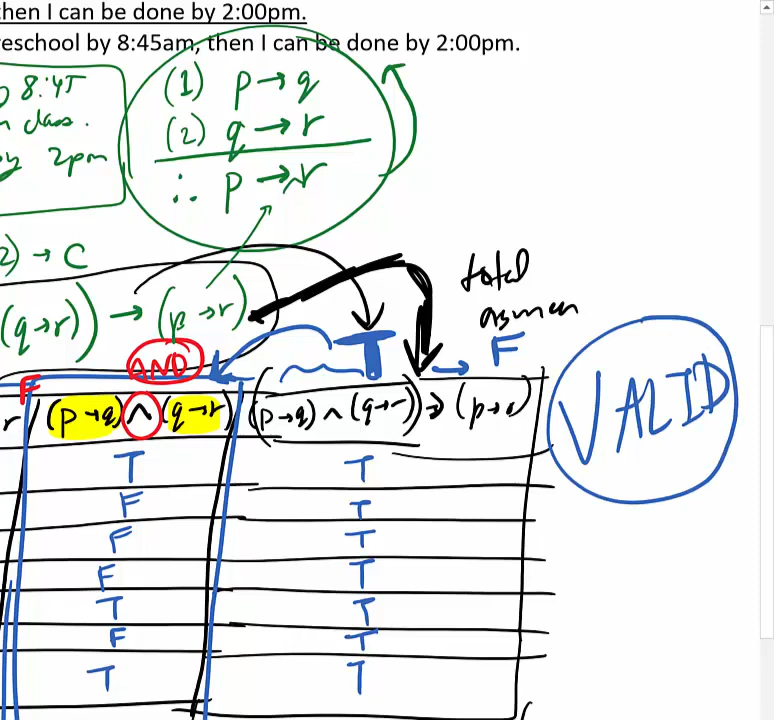 then I can be done by 2:00pm.
reschool by 8:45am, then I can be done by 2:00pm.
8:45
class.
by 2pm
(1) p→q
(2) q→r
∴ p→r
2) → C
(q→r)) → (p→r)
total
AND
T → F
F
VALID
r (p→q) ∧ (q→r) ((p→q) ∧ (q→r)) → (p→r)
T T
F T
F T
F T
T T
F T
T T